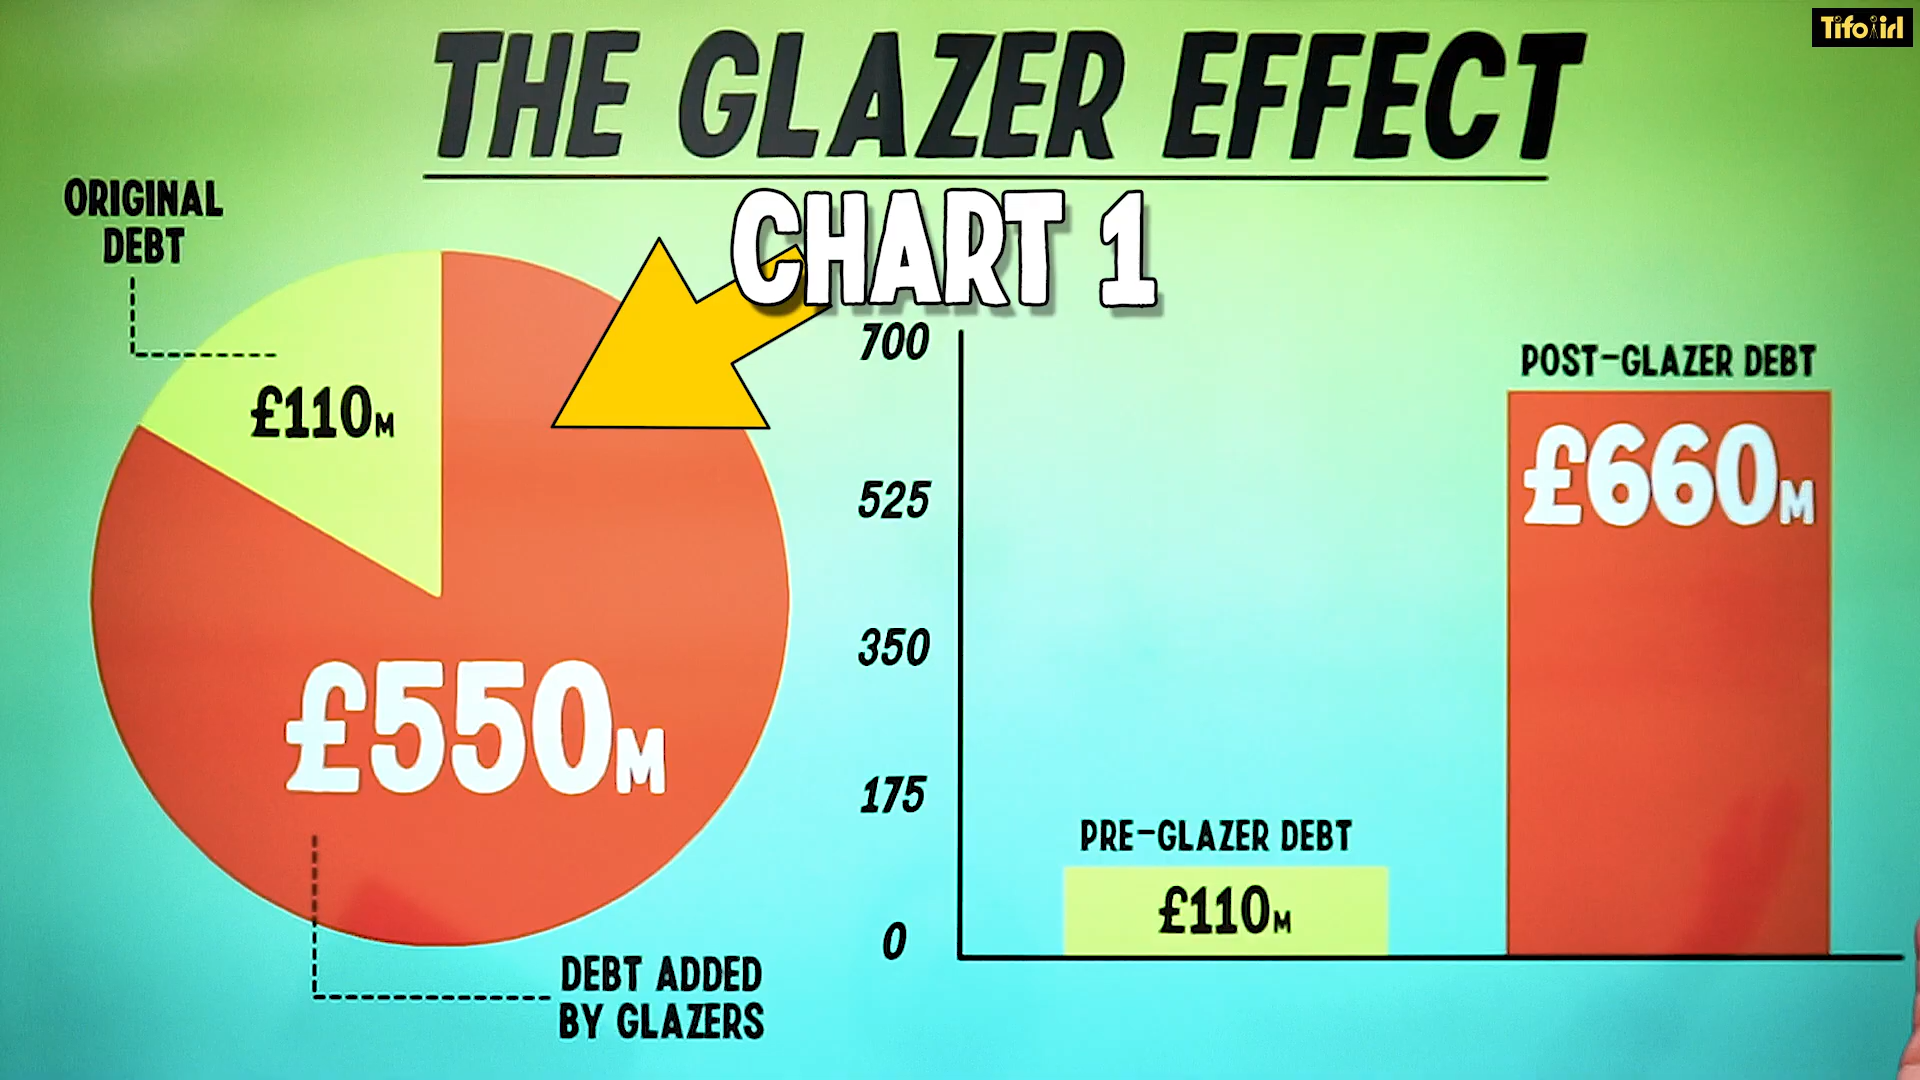 Tifo irl
THE GLAZER EFFECT
CHART 1
ORIGINAL
DEBT
£110M
£550M
DEBT ADDED
BY GLAZERS
700
525
350
175
0
PRE-GLAZER DEBT
£110M
POST-GLAZER DEBT
£660M